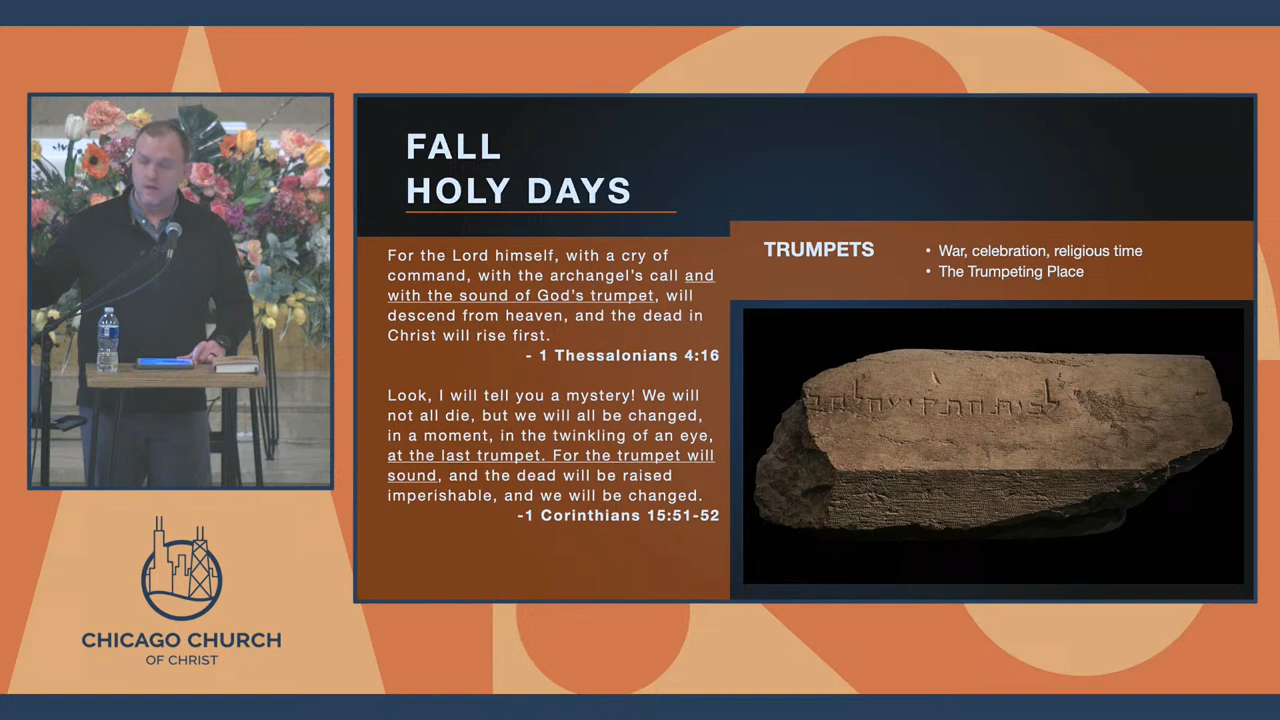 FALL
HOLY DAYS
For the Lord himself, with a cry of
command, with the archangel's call and
with the sound of God's trumpet, will
descend from heaven, and the dead in
Christ will rise first.
- 1 Thessalonians 4:16
Look, I will tell you a mystery! We will
not all die, but we will all be changed,
in a moment, in the twinkling of an eye,
at the last trumpet. For the trumpet will
sound, and the dead will be raised
imperishable, and we will be changed.
-1 Corinthians 15:51-52
TRUMPETS
• War, celebration, religious time
• The Trumpeting Place
לבית התקיעה
CHICAGO CHURCH
OF CHRIST